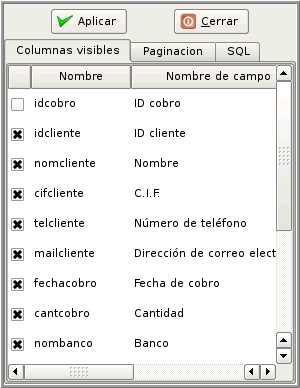 Aplicar Cerrar
Columnas visibles Paginacion SQL
Nombre Nombre de campo
idcobro ID cobro
idcliente ID cliente
nomcliente Nombre
cifcliente C.I.F.
telcliente Número de teléfono
mailcliente Dirección de correo elect
fechacobro Fecha de cobro
cantcobro Cantidad
nombanco Banco